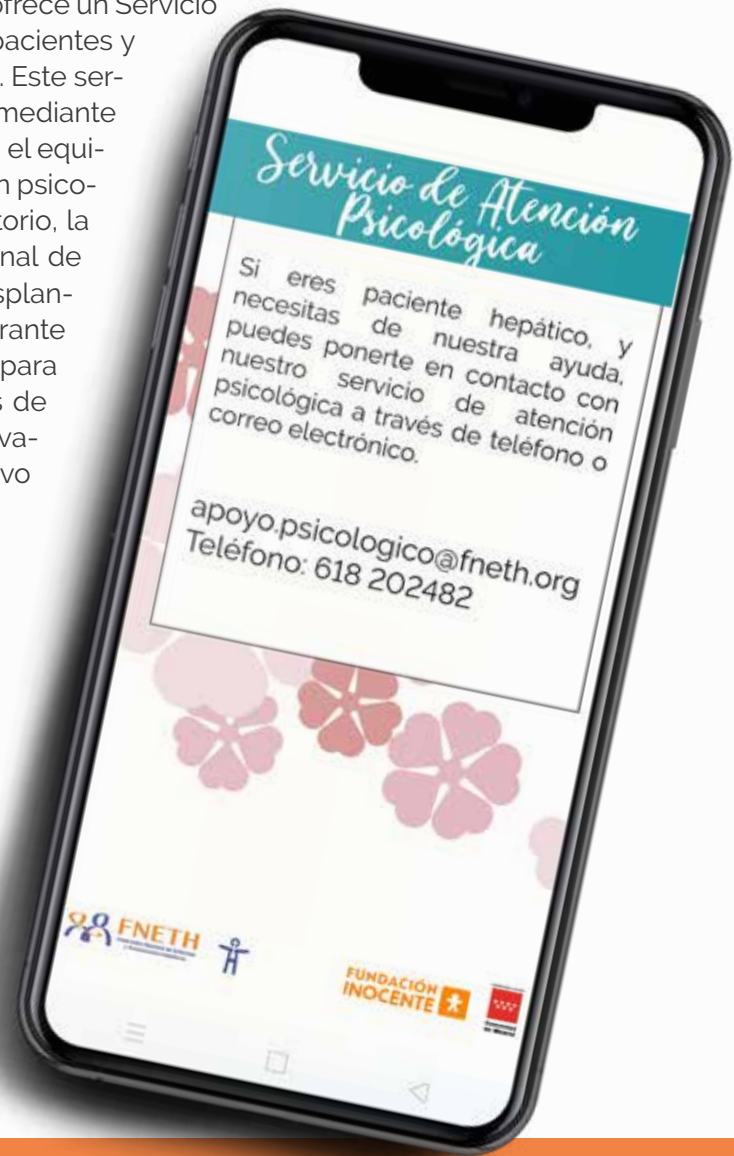 ofrece un Servicio
pacientes y
. Este ser-
mediante
el equi-
n psico-
torio, la
nal de
splan-
rante
para
s de
va-
vo
Servicio de Atención
Psicológica
Si eres paciente hepático, y
necesitas de nuestra ayuda,
puedes ponerte en contacto con
nuestro servicio de atención
psicológica a través de teléfono o
correo electrónico.
apoyo.psicologico@fneth.org
Teléfono: 618 202482
FNETH
FUNDACIÓN
INOCENTE